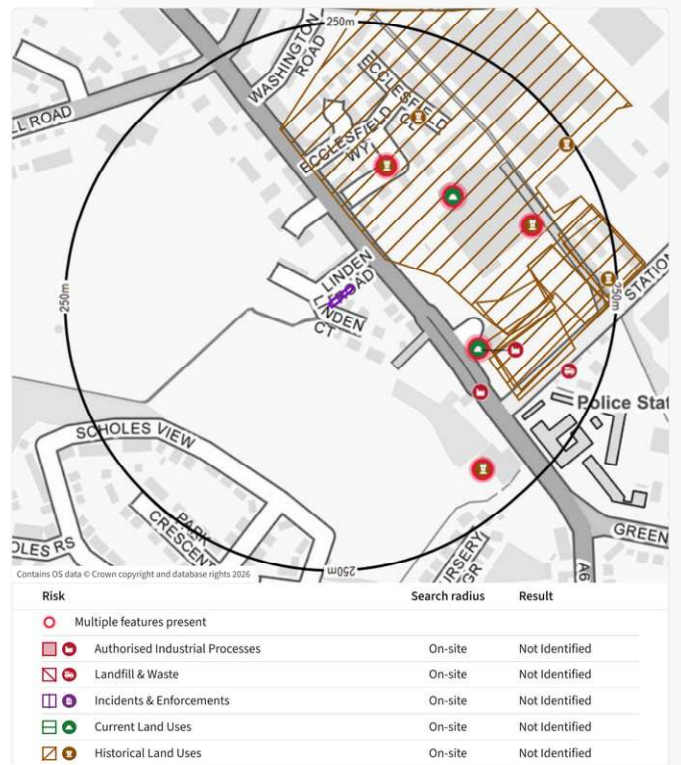 250m
WASHINGTON
ROAD
ECCLESFIELD
CL
LL ROAD
ECCLESFIELD
WY
250m
LINDEN
ROAD
LINDEN
CT
STATION
250m
Police Stat
SCHOLES VIEW
PARK
CRESCENT
OLES RS
NURSERY
GR
GREEN
A6
250m
Contains OS data © Crown copyright and database rights 2026
Risk Search radius Result
Multiple features present
Authorised Industrial Processes On-site Not Identified
Landfill & Waste On-site Not Identified
Incidents & Enforcements On-site Not Identified
Current Land Uses On-site Not Identified
Historical Land Uses On-site Not Identified